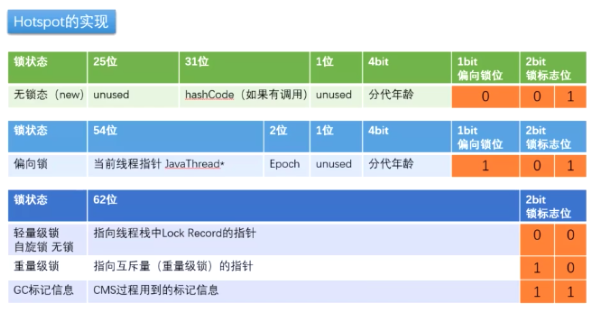 Hotspot的实现
锁状态 25位 31位 1位 4bit 1bit 2bit
偏向锁位 锁标志位
无锁态（new） unused hashCode（如果有调用） unused 分代年龄 0 0 1
锁状态 54位 2位 1位 4bit 1bit 2bit
偏向锁位 锁标志位
偏向锁 当前线程指针 JavaThread* Epoch unused 分代年龄 1 0 1
锁状态 62位 2bit
锁标志位
轻量级锁 指向线程栈中Lock Record的指针 0 0
自旋锁 无锁
重量级锁 指向互斥量（重量级锁）的指针 1 0
GC标记信息 CMS过程用到的标记信息 1 1